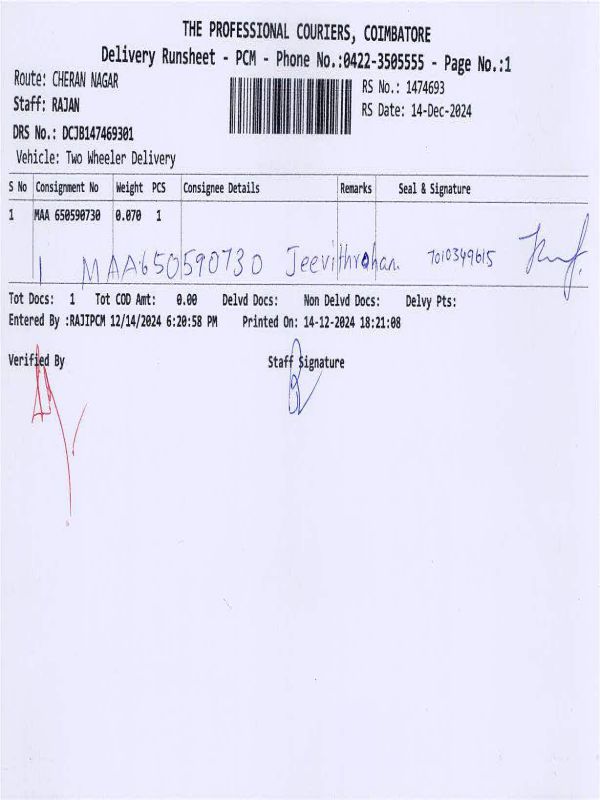 THE PROFESSIONAL COURIERS, COIMBATORE
Delivery Runsheet - PCM - Phone No.:0422-3505555 - Page No.:1
Route: CHERAN NAGAR
RS No.: 1474693
Staff: RAJAN
RS Date: 14-Dec-2024
DRS No.: DCJB147469301
Vehicle: Two Wheeler Delivery
S No Consignment No Weight PCS Consignee Details Remarks Seal & Signature
1 MAA 650590730 0.070 1
1 MAA650590730 Jeevithrahan. 7010349615
Tot Docs: 1 Tot COD Amt: 0.00 Delvd Docs: Non Delvd Docs: Delvy Pts:
Entered By :RAJIPCM 12/14/2024 6:20:58 PM Printed On: 14-12-2024 18:21:08
Verified By Staff Signature